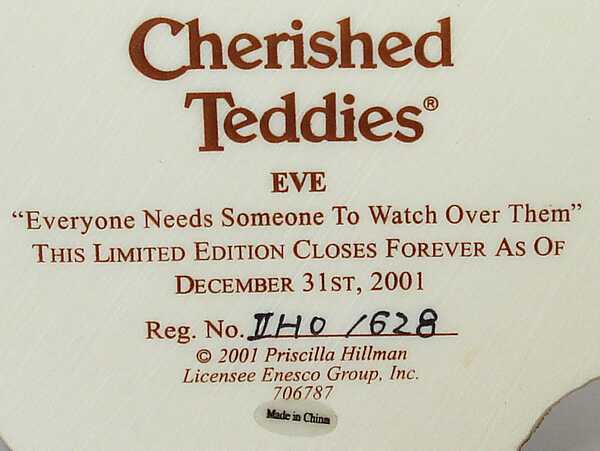 Cherished
Teddies®
EVE
“Everyone Needs Someone To Watch Over Them”
THIS LIMITED EDITION CLOSES FOREVER AS OF
DECEMBER 31ST, 2001
Reg. No. IIHO /628
© 2001 Priscilla Hillman
Licensee Enesco Group, Inc.
706787
Made in China